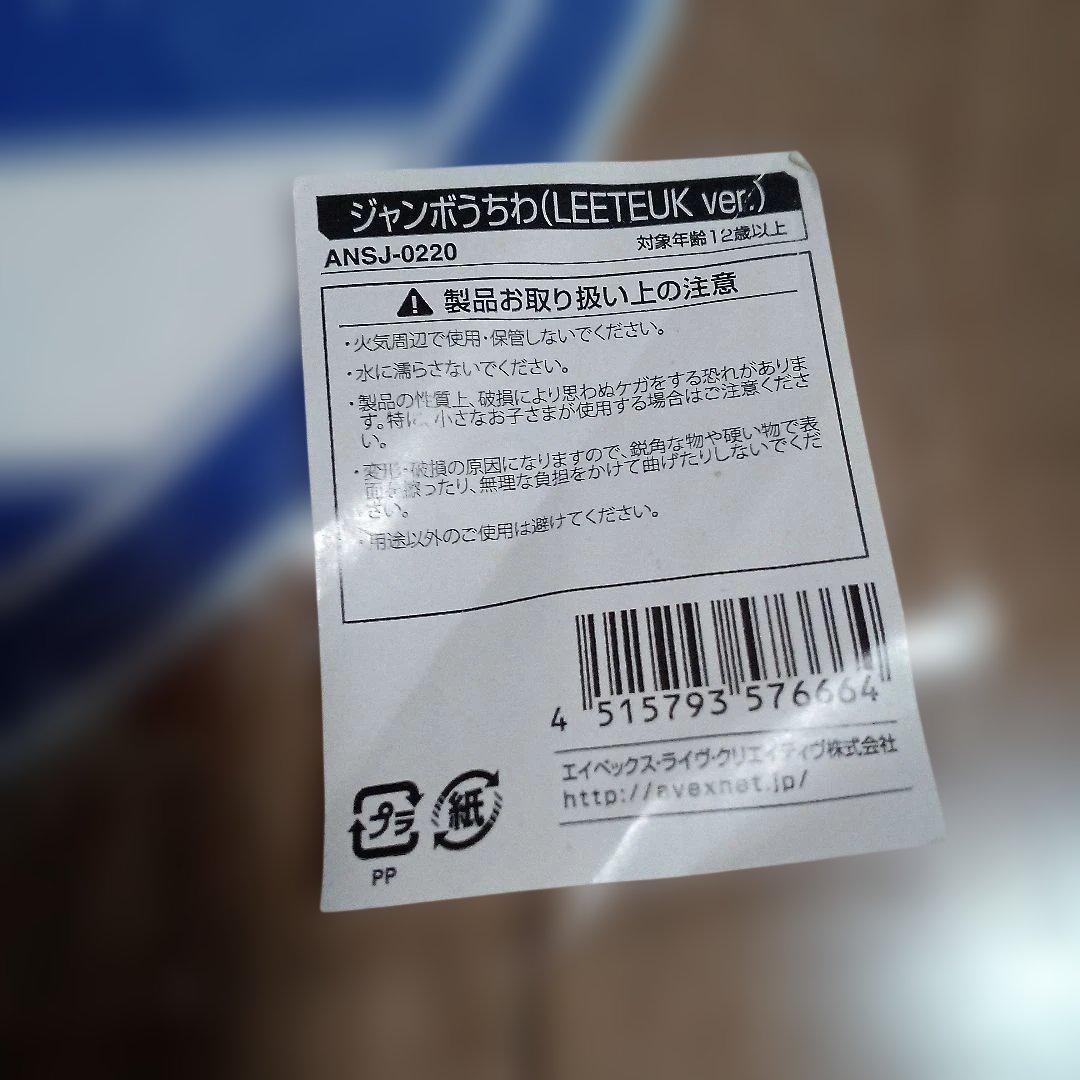 ジャンボうちわ(LEETEUK ver.)
ANSJ-0220
対象年齢12歳以上
製品お取り扱い上の注意
・火気周辺で使用・保管しないでください。
・水に濡らさないでください。
・製品の性質上、破損により思わぬケガをする恐れがありま
す。特に、小さなお子さまが使用する場合はご注意くださ
い。
・変形・破損の原因になりますので、鋭角な物や硬い物で表
面を擦ったり、無理な負担をかけて曲げたりしないでくだ
さい。
・用途以外のご使用は避けてください。
4 515793 576664
エイベックス・ライヴ・クリエイティヴ株式会社
http://avexnet.jp/
プラ
紙
PP